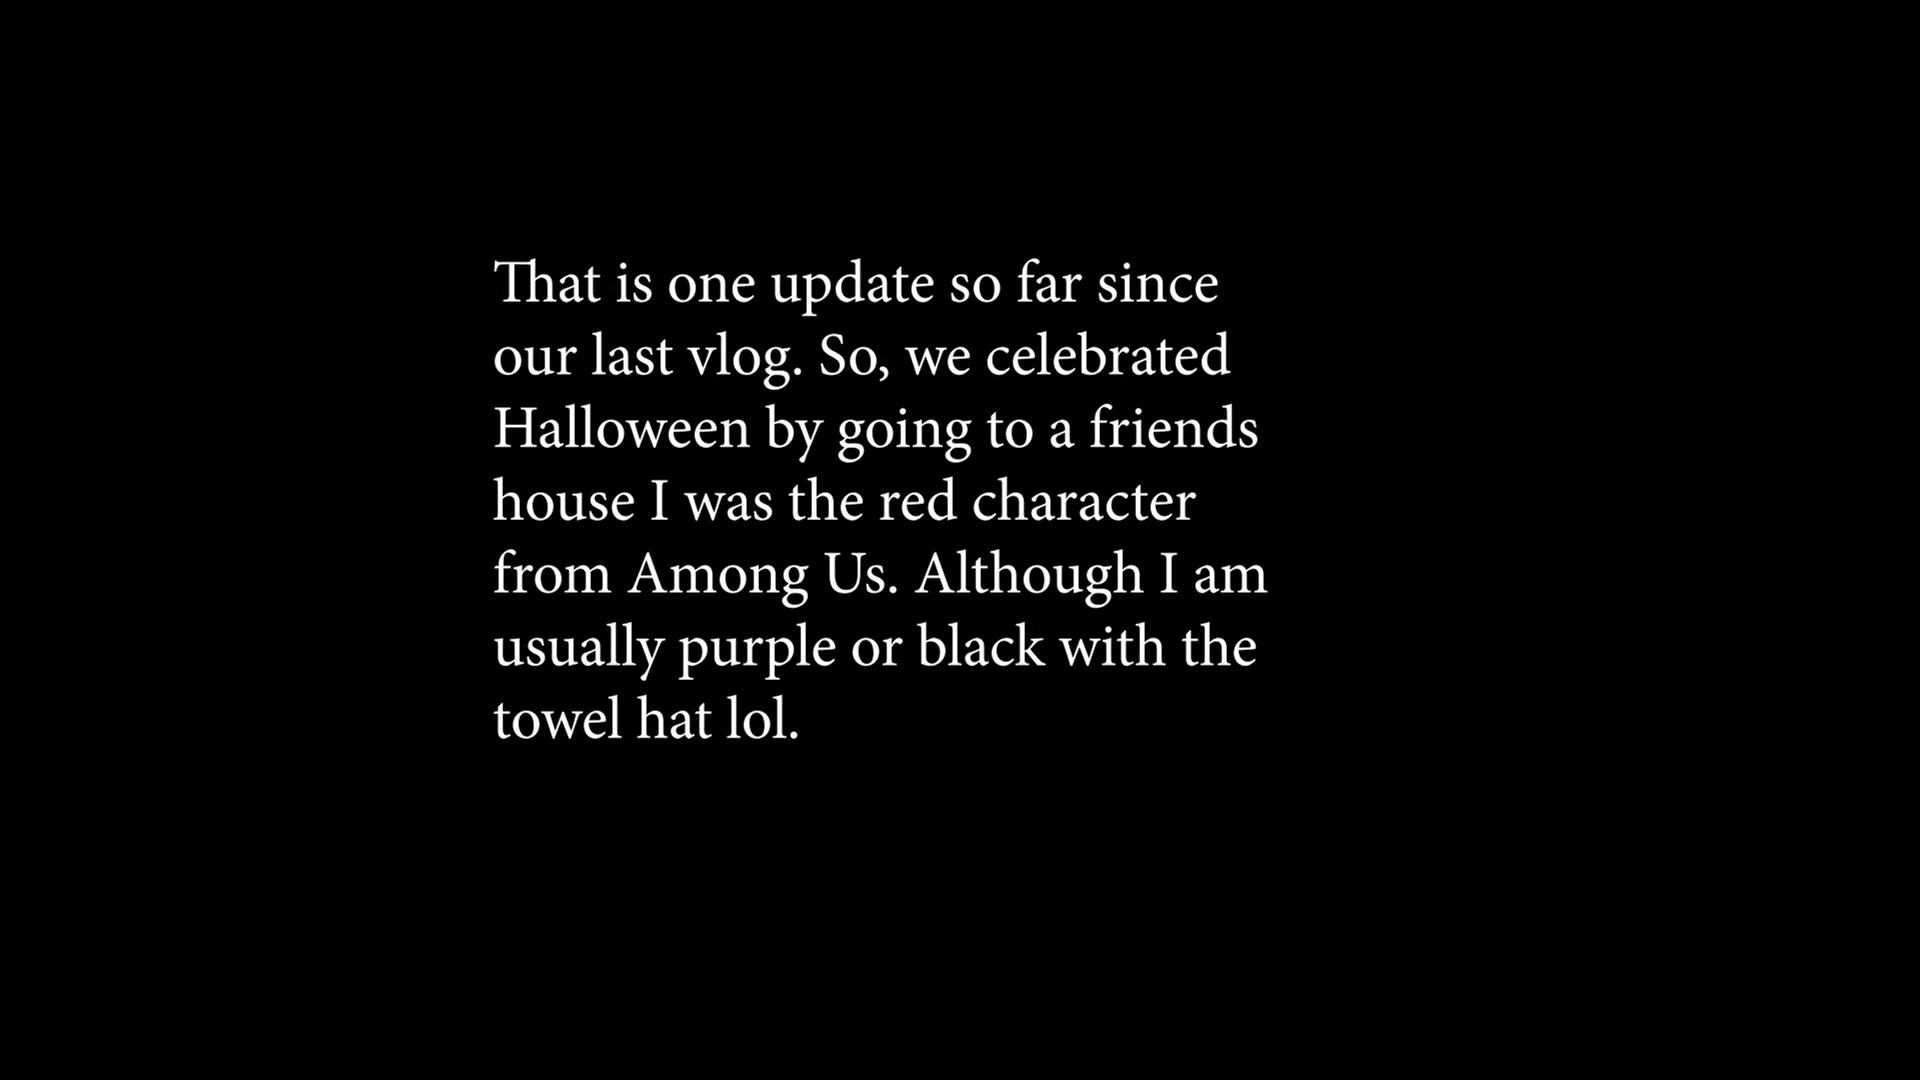 That is one update so far since
our last vlog. So, we celebrated
Halloween by going to a friends
house I was the red character
from Among Us. Although I am
usually purple or black with the
towel hat lol.